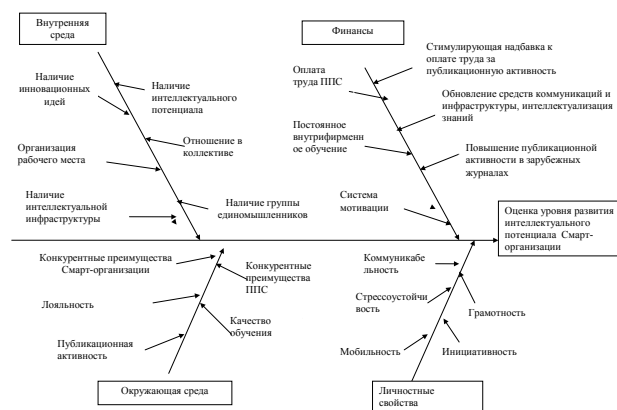 Внутренняя
среда
Финансы
Наличие
инновационных
идей
Наличие
интеллектуального
потенциала
Организация
рабочего места
Отношение в
коллективе
Наличие
интеллектуальной
инфраструктуры
Наличие группы
единомышленников
Оплата
труда ППС
Стимулирующая надбавка к
оплате труда за
публикационную активность
Обновление средств коммуникаций и
инфраструктуры, интеллектуализация
знаний
Постоянное
внутрифирменн
ое обучение
Повышение публикационной
активности в зарубежных
журналах
Система
мотивации
Оценка уровня развития
интеллектуального
потенциала Смарт-
организации
Конкурентные преимущества
Смарт-организации
Конкурентные
преимущества
ППС
Лояльность
Качество
обучения
Публикационная
активность
Коммуникабе
льность
Стрессоустойчи
вость
Грамотность
Мобильность
Инициативность
Окружающая среда
Личностные
свойства